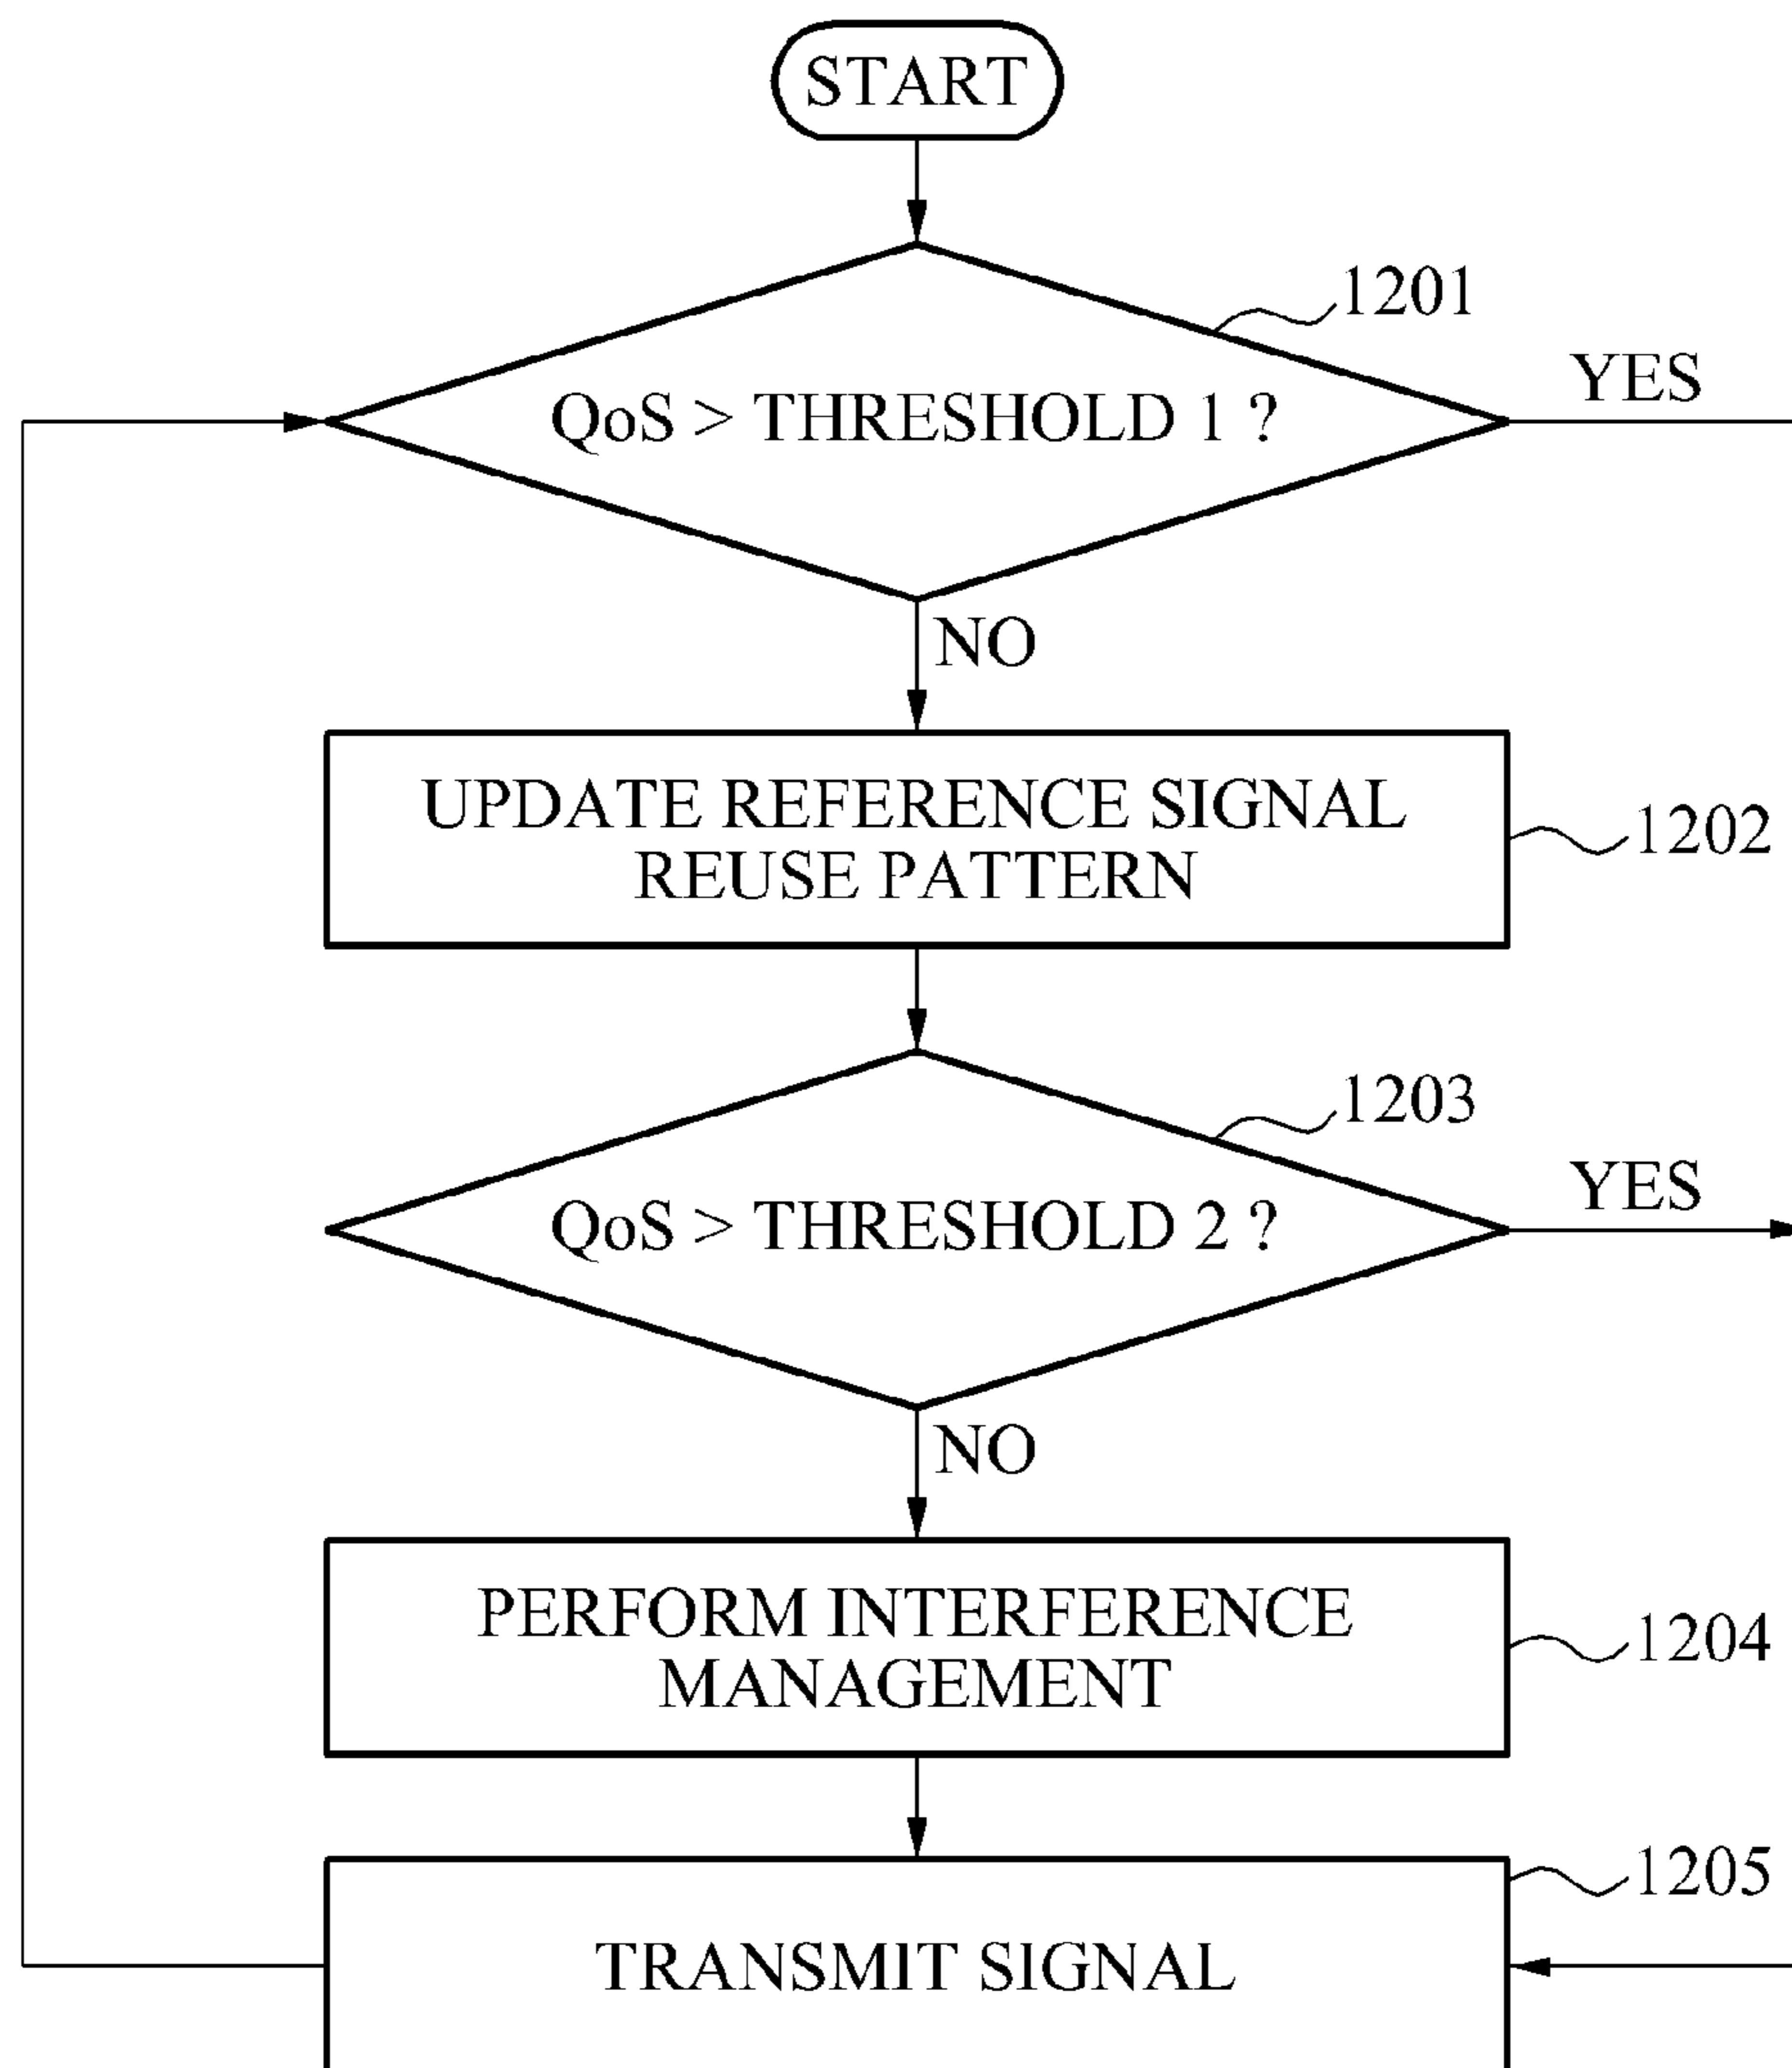 START
1201
YES
QoS > THRESHOLD 1 ?
NO
UPDATE REFERENCE SIGNAL
REUSE PATTERN
1202
1203
YES
QoS > THRESHOLD 2 ?
NO
PERFORM INTERFERENCE
MANAGEMENT
1204
1205
TRANSMIT SIGNAL